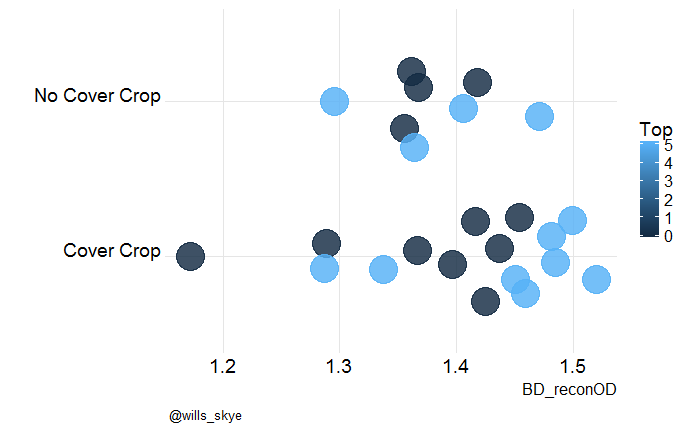 No Cover Crop
Cover Crop
1.2 1.3 1.4 1.5
BD_reconOD
@wills_skye
Top
5
4
3
2
1
0